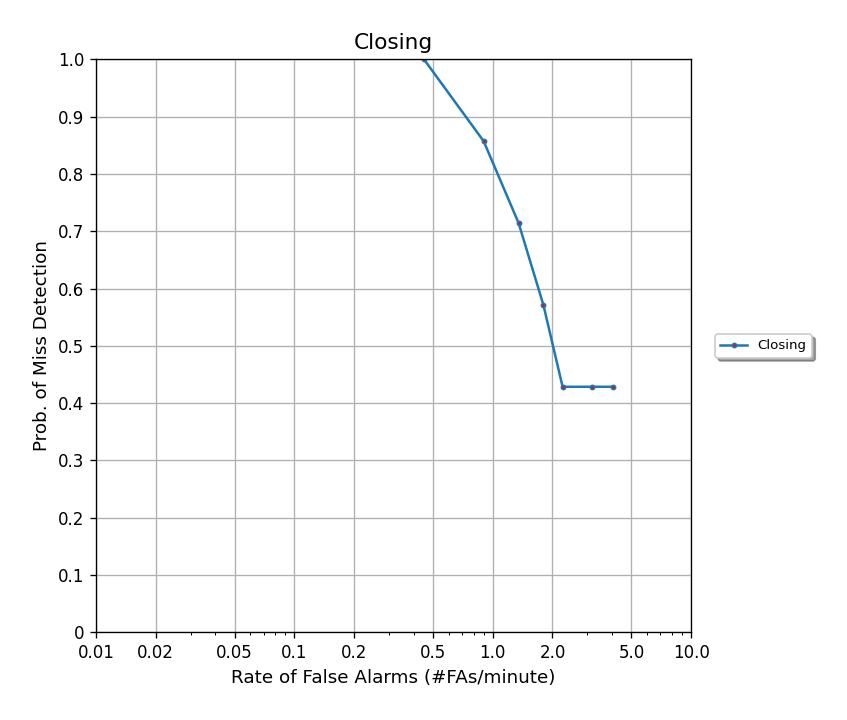 Closing
1.0
0.9
0.8
0.7
0.6
0.5
0.4
0.3
0.2
0.1
0
Prob. of Miss Detection
0.01 0.02 0.05 0.1 0.2 0.5 1.0 2.0 5.0 10.0
Rate of False Alarms (#FAs/minute)
Closing